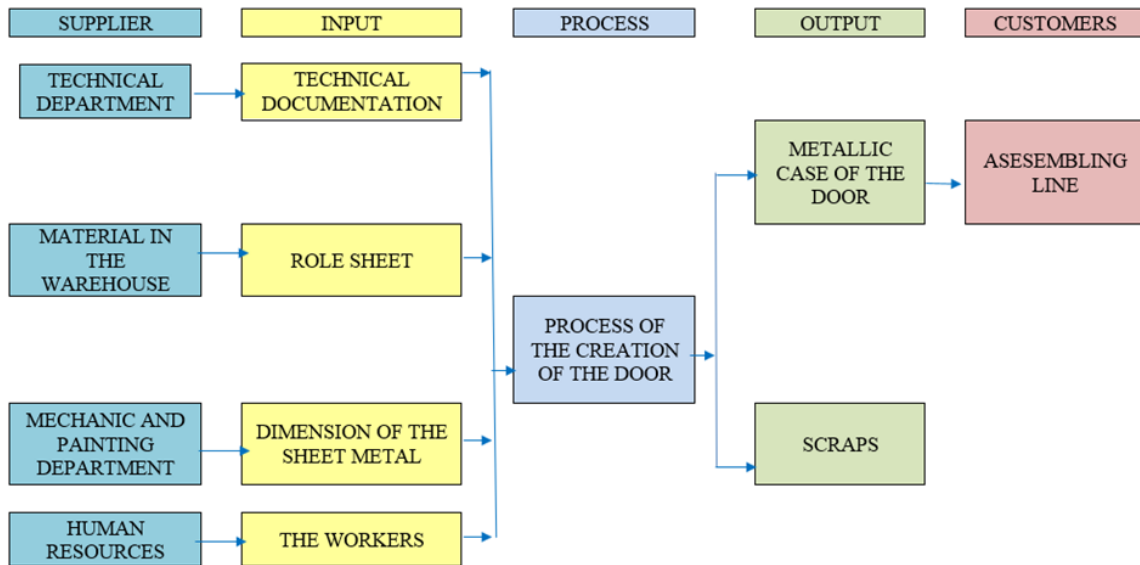 SUPPLIER
INPUT
PROCESS
OUTPUT
CUSTOMERS
TECHNICAL
DEPARTMENT
TECHNICAL
DOCUMENTATION
METALLIC
CASE OF THE
DOOR
ASESEMBLING
LINE
MATERIAL IN
THE
WAREHOUSE
ROLE SHEET
PROCESS OF
THE CREATION
OF THE DOOR
MECHANIC AND
PAINTING
DEPARTMENT
DIMENSION OF THE
SHEET METAL
SCRAPS
HUMAN
RESOURCES
THE WORKERS